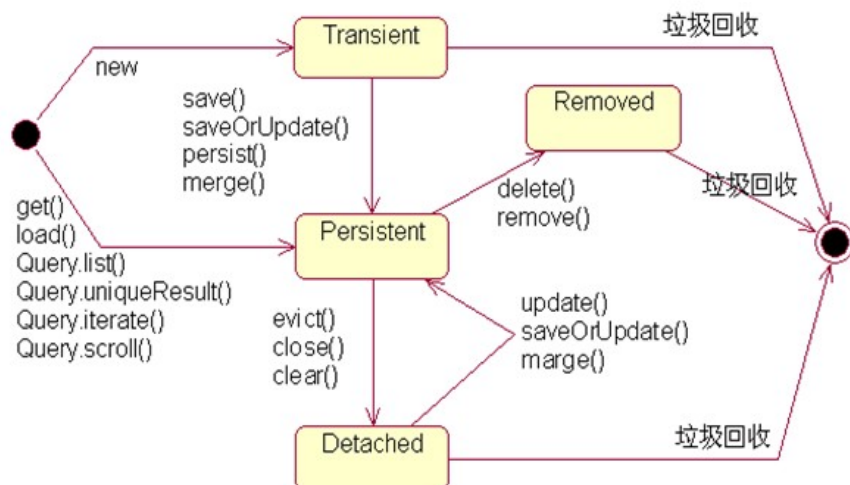 Transient
垃圾回收
new
save()
saveOrUpdate()
persist()
merge()
Removed
垃圾回收
delete()
remove()
get()
load()
Query.list()
Query.uniqueResult()
Query.iterate()
Query.scroll()
Persistent
evict()
close()
clear()
update()
saveOrUpdate()
marge()
Detached
垃圾回收